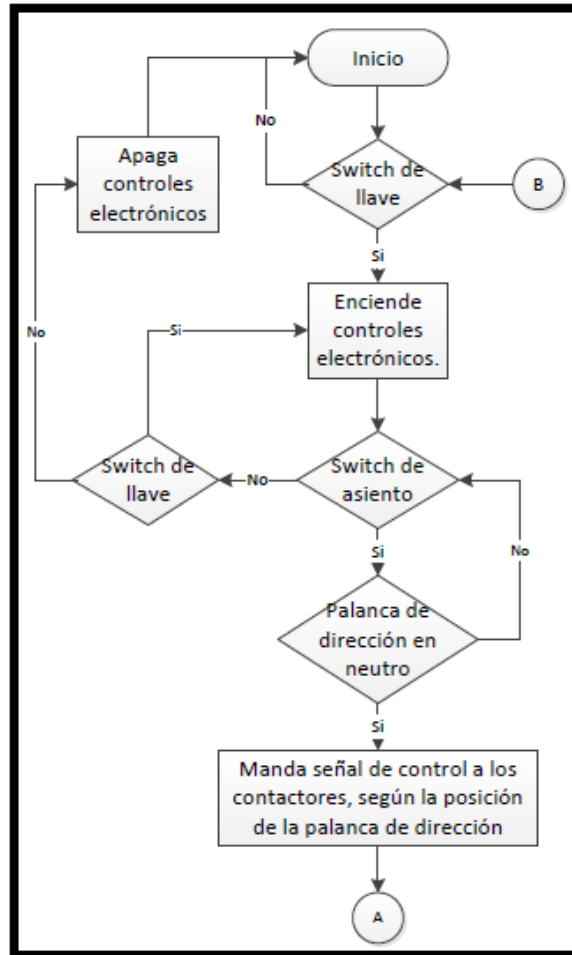 Inicio
No
Apaga
controles
electrónicos
Switch de
llave
B
Si
Enciende
controles
electrónicos.
Si
No
Switch de
llave
No
Switch de
asiento
Si
No
Palanca de
dirección en
neutro
Si
Manda señal de control a los
contactores, según la posición
de la palanca de dirección
A